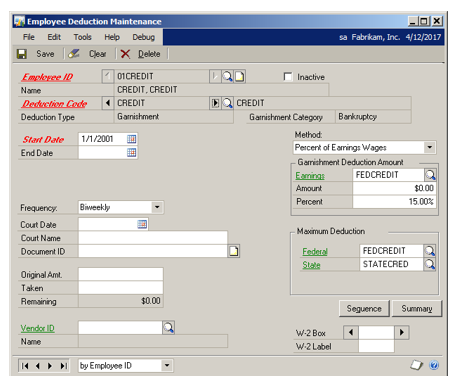 Employee Deduction Maintenance
File Edit Tools Help Debug sa Fabrikam, Inc. 4/12/2017
Save Clear Delete
Employee ID 01CREDIT Inactive
Name CREDIT, CREDIT
Deduction Code CREDIT CREDIT
Deduction Type Garnishment Garnishment Category Bankruptcy
Start Date 1/1/2001
End Date
Method:
Percent of Earnings Wages
Garnishment Deduction Amount
Earnings FEDCREDIT
Amount $0.00
Percent 15.00%
Frequency: Biweekly
Court Date
Court Name
Document ID
Maximum Deduction
Federal FEDCREDIT
State STATECRED
Original Amt.
Taken
Remaining $0.00
Sequence Summary
Vendor ID
Name
W-2 Box
W-2 Label
by Employee ID